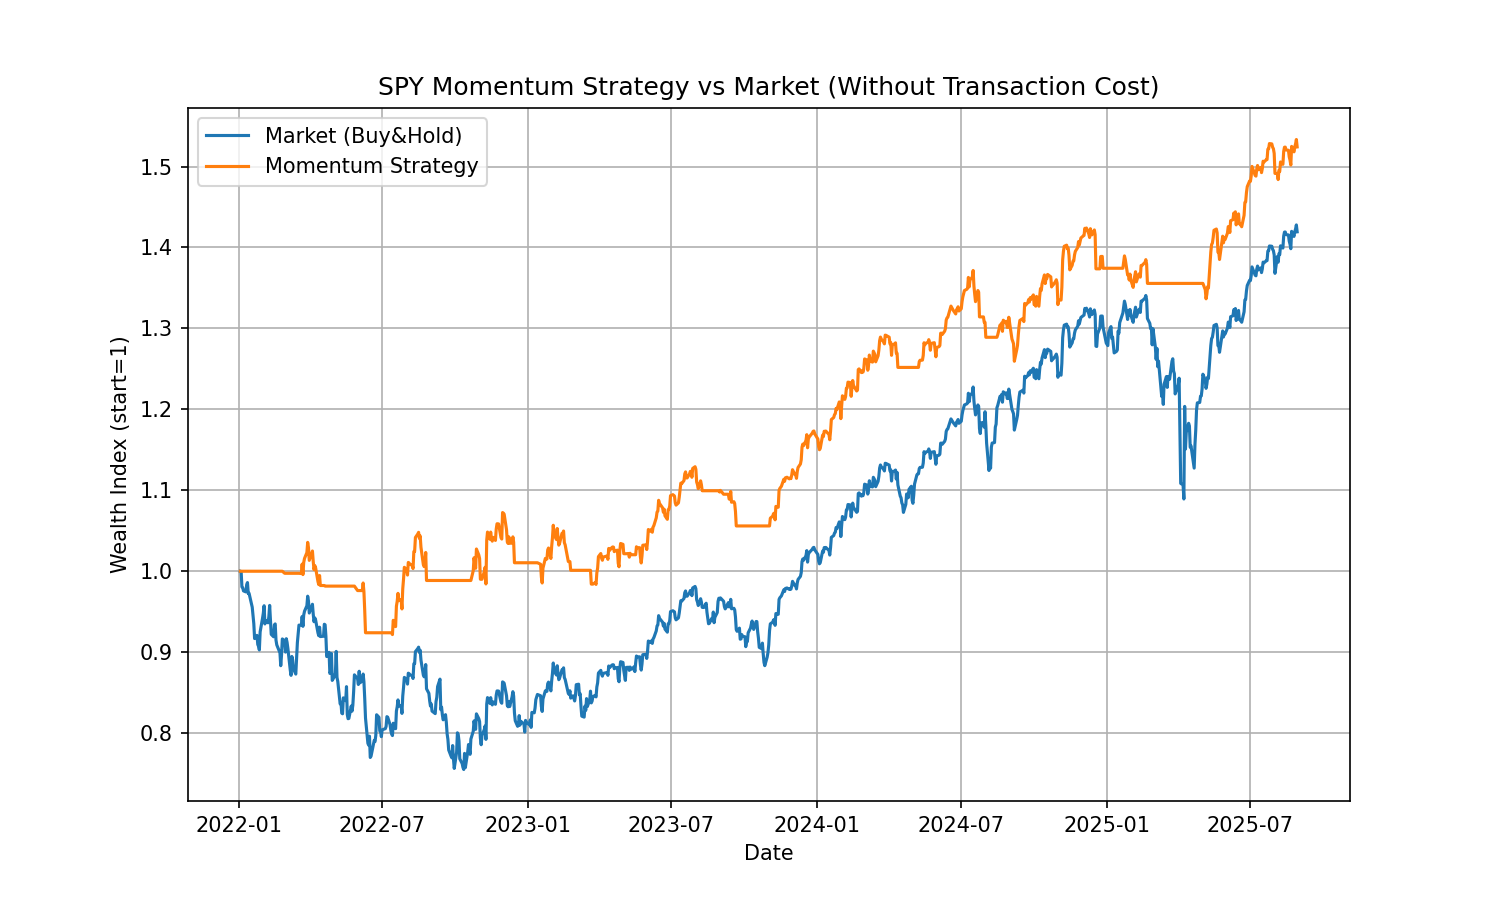 SPY Momentum Strategy vs Market (Without Transaction Cost)
Market (Buy&Hold)
Momentum Strategy
Wealth Index (start=1)
1.5
1.4
1.3
1.2
1.1
1.0
0.9
0.8
2022-01 2022-07 2023-01 2023-07 2024-01 2024-07 2025-01 2025-07
Date